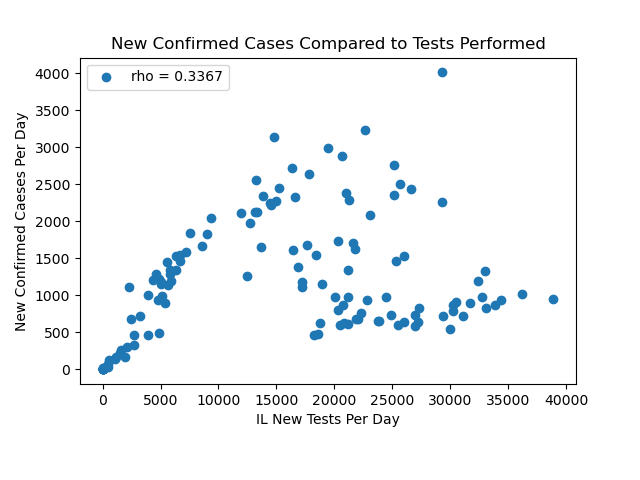 New Confirmed Cases Compared to Tests Performed
rho = 0.3367
4000
3500
3000
2500
2000
1500
1000
500
0
New Confirmed Caeses Per Day
0 5000 10000 15000 20000 25000 30000 35000 40000
IL New Tests Per Day